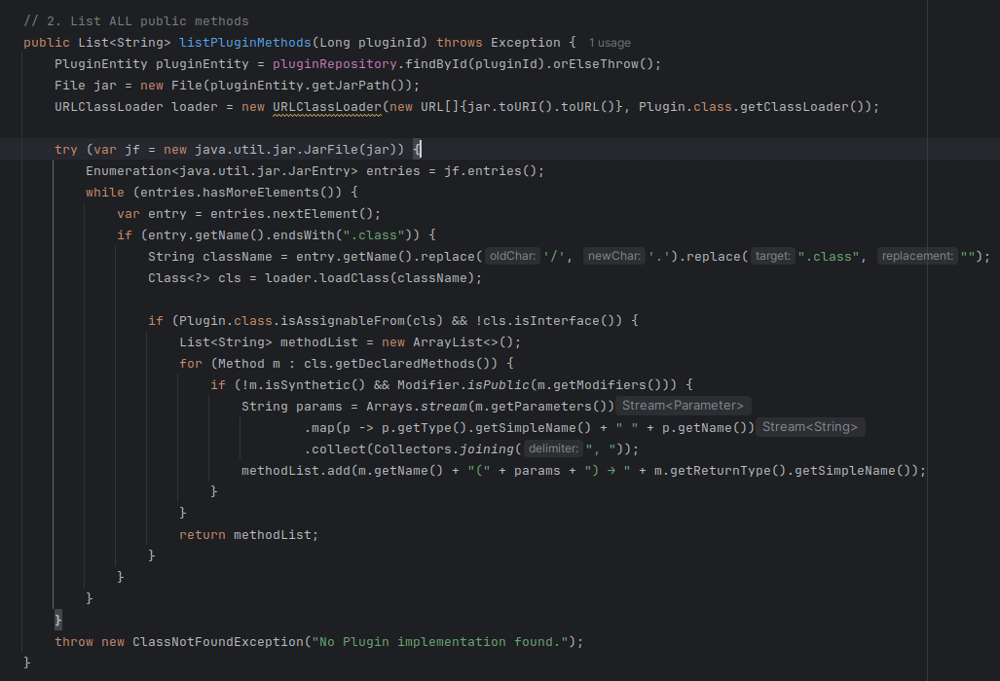 // 2. List ALL public methods
public List<String> listPluginMethods(Long pluginId) throws Exception {  1 usage
    PluginEntity pluginEntity = pluginRepository.findById(pluginId).orElseThrow();
    File jar = new File(pluginEntity.getJarPath());
    URLClassLoader loader = new URLClassLoader(new URL[]{jar.toURI().toURL()}, Plugin.class.getClassLoader());

    try (var jf = new java.util.jar.JarFile(jar)) {
        Enumeration<java.util.jar.JarEntry> entries = jf.entries();
        while (entries.hasMoreElements()) {
            var entry = entries.nextElement();
            if (entry.getName().endsWith(".class")) {
                String className = entry.getName().replace( oldChar: '/',  newChar: '.').replace( target: ".class",  replacement: "");
                Class<?> cls = loader.loadClass(className);

                if (Plugin.class.isAssignableFrom(cls) && !cls.isInterface()) {
                    List<String> methodList = new ArrayList<>();
                    for (Method m : cls.getDeclaredMethods()) {
                        if (!m.isSynthetic() && Modifier.isPublic(m.getModifiers())) {
                            String params = Arrays.stream(m.getParameters()) Stream<Parameter>
                                    .map(p -> p.getType().getSimpleName() + " " + p.getName()) Stream<String>
                                    .collect(Collectors.joining( delimiter: ", "));
                            methodList.add(m.getName() + "(" + params + ") → " + m.getReturnType().getSimpleName());
                        }
                    }
                    return methodList;
                }
            }
        }
    }
    throw new ClassNotFoundException("No Plugin implementation found.");
}